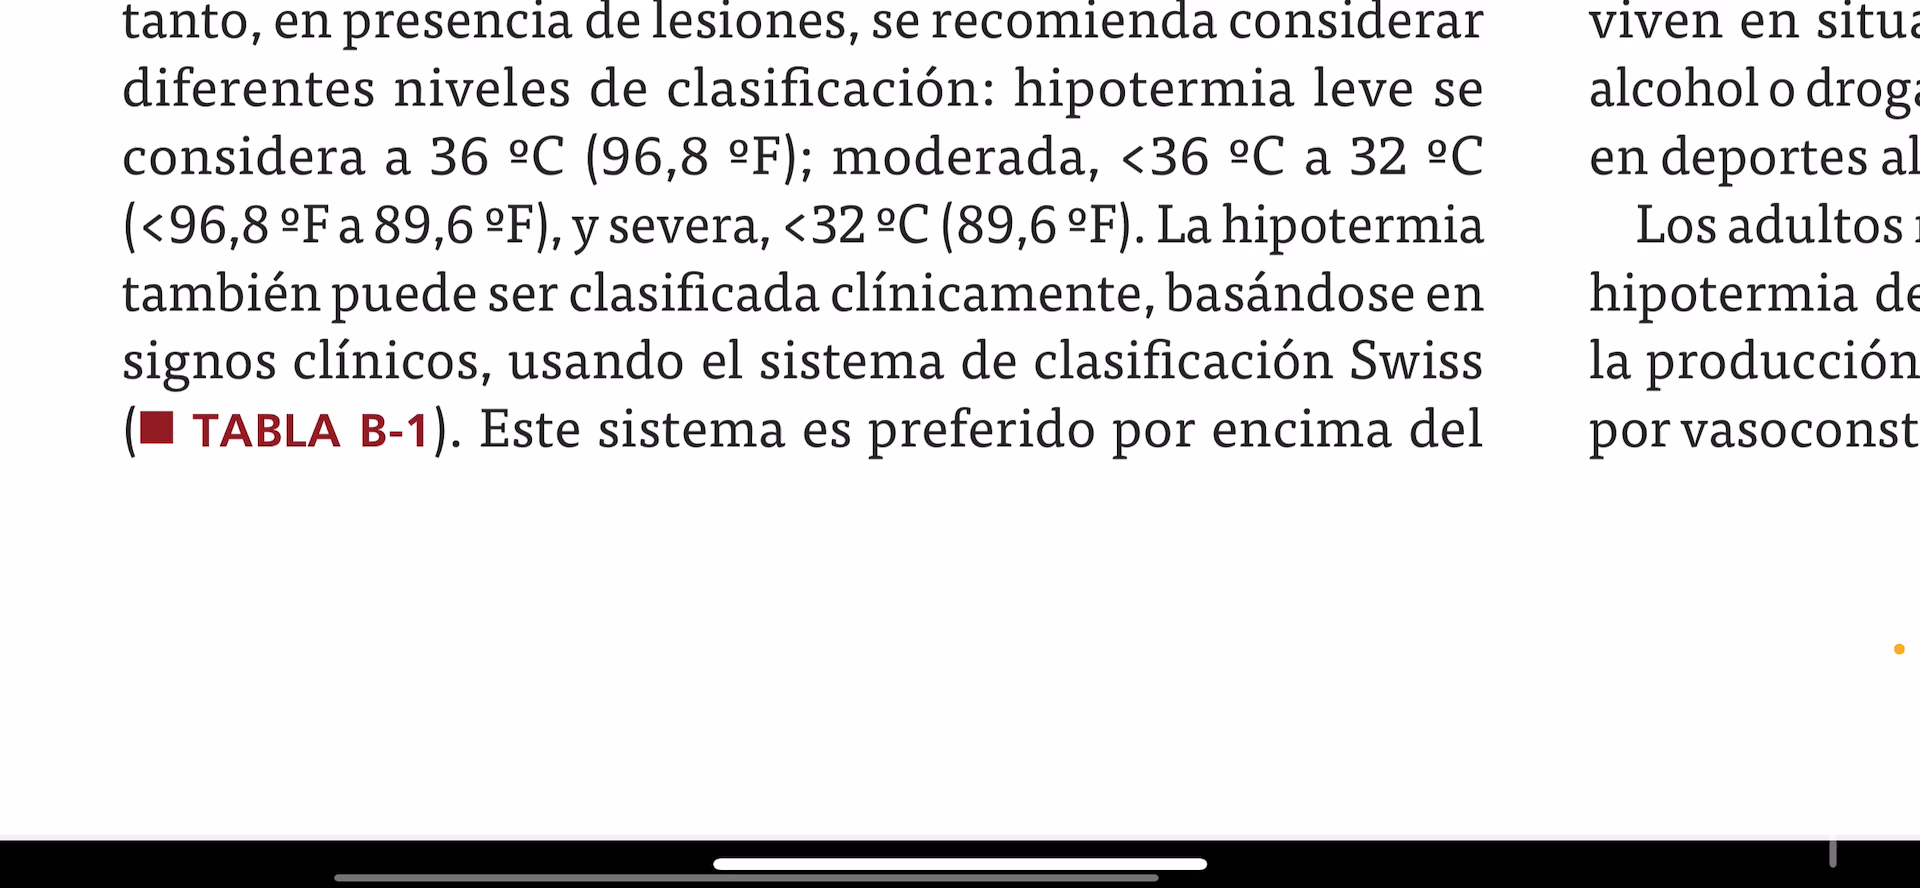 tanto, en presencia de lesiones, se recomienda considerar
diferentes niveles de clasificación: hipotermia leve se
considera a 36 ºC (96,8 ºF); moderada, <36 ºC a 32 ºC
(<96,8 ºF a 89,6 ºF), y severa, <32 ºC (89,6 ºF). La hipotermia
también puede ser clasificada clínicamente, basándose en
signos clínicos, usando el sistema de clasificación Swiss
(■ TABLA B-1). Este sistema es preferido por encima del
viven en
alcohol o
en deportes
Los adultos
hipotermia
la producción
por